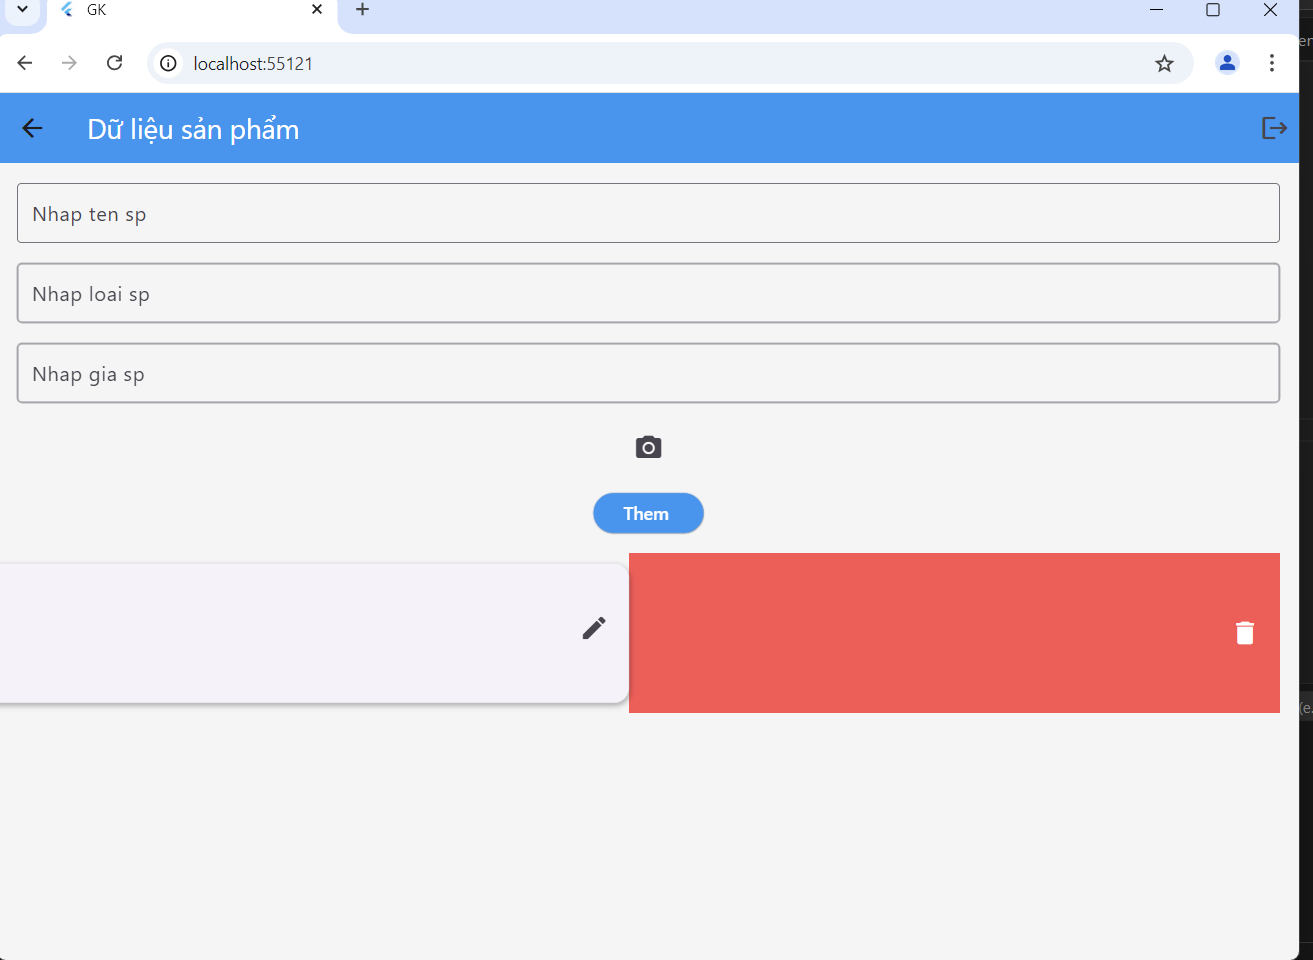 GK
localhost:55121
Dữ liệu sản phẩm
Nhap ten sp
Nhap loai sp
Nhap gia sp
Them